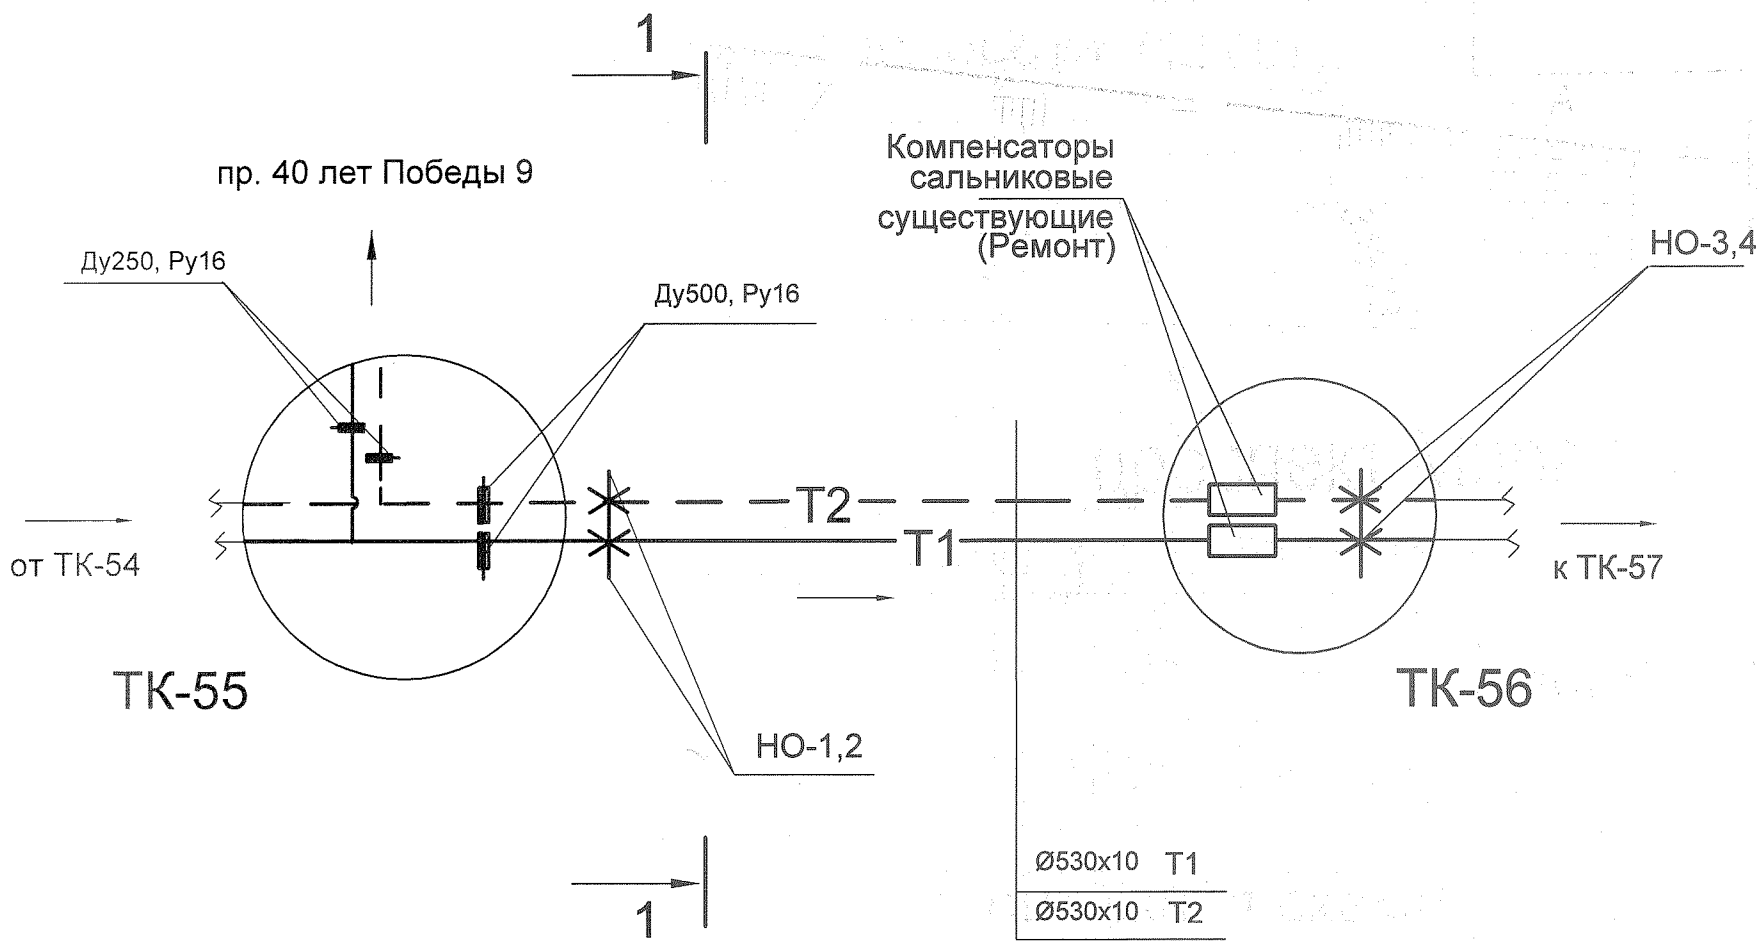 1
пр. 40 лет Победы 9
Компенсаторы
сальниковые
существующие
(Ремонт)
НО-3,4
Ду250, Ру16
Ду500, Ру16
Т2
Т1
от ТК-54
к ТК-57
ТК-55
ТК-56
НО-1,2
Ø530х10 Т1
Ø530х10 Т2
1